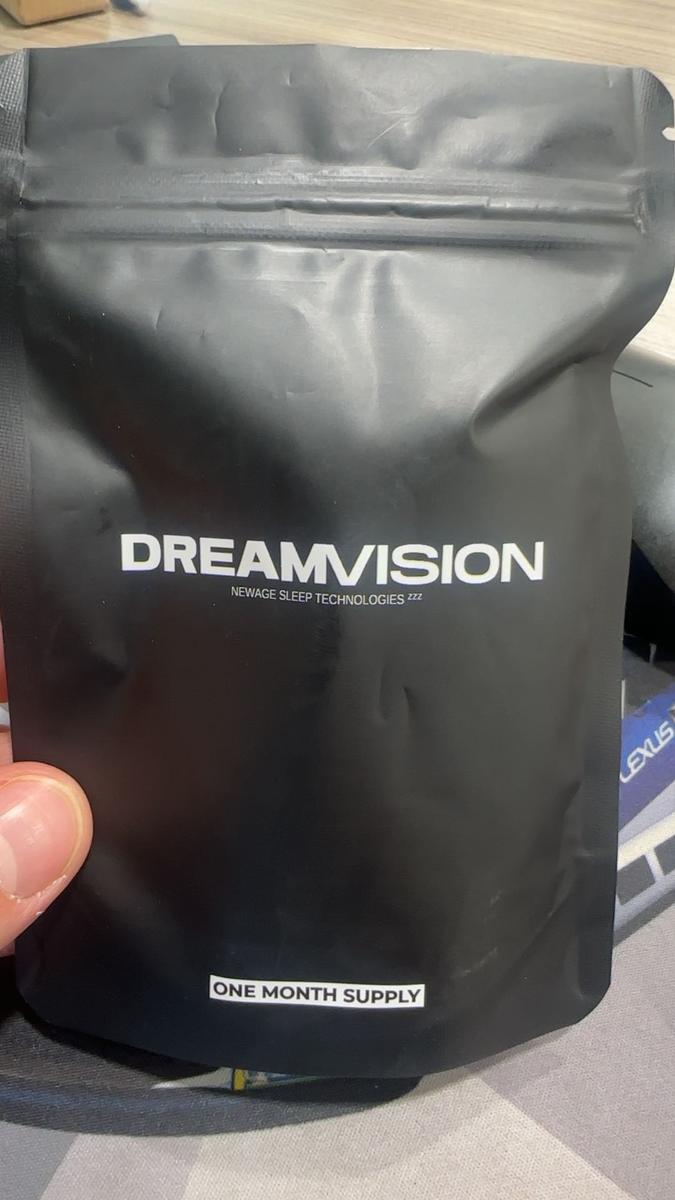 DREAMVISION
NEWAGE SLEEP TECHNOLOGIES zzz
ONE MONTH SUPPLY
LEXUS